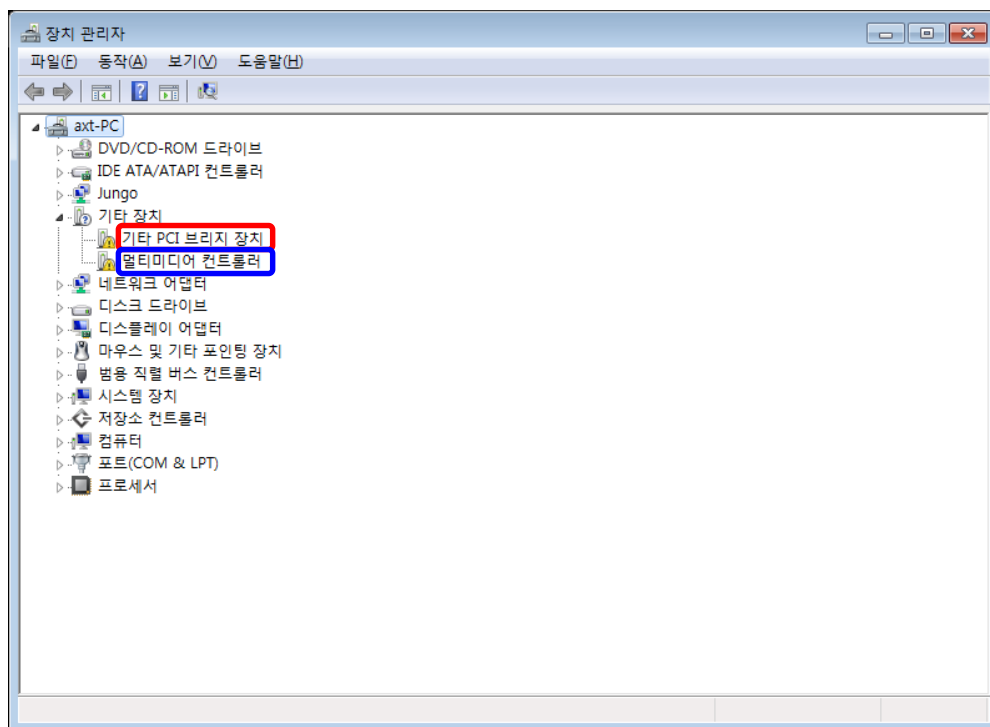 장치 관리자
파일(F) 동작(A) 보기(V) 도움말(H)
axt-PC
DVD/CD-ROM 드라이브
IDE ATA/ATAPI 컨트롤러
Jungo
기타 장치
기타 PCI 브리지 장치
멀티미디어 컨트롤러
네트워크 어댑터
디스크 드라이브
디스플레이 어댑터
마우스 및 기타 포인팅 장치
범용 직렬 버스 컨트롤러
시스템 장치
저장소 컨트롤러
컴퓨터
포트(COM & LPT)
프로세서